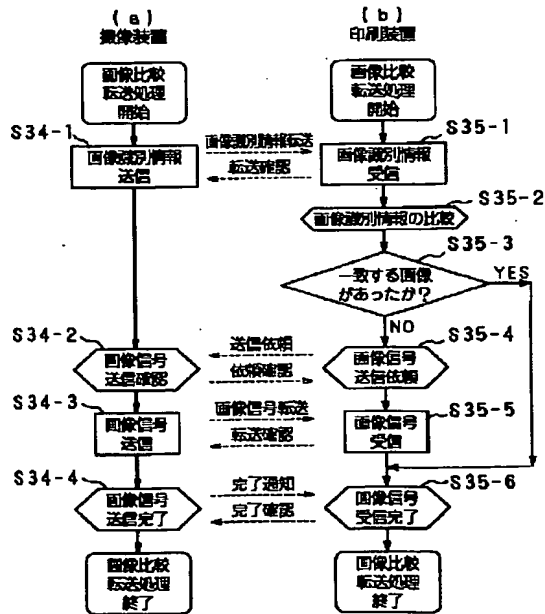 (a)
撮像装置
(b)
印刷装置
画像比較
転送処理
開始
画像比較
転送処理
開始
S34-1
S35-1
画像識別情報
送信
画像識別情報転送
転送確認
画像識別情報
受信
S35-2
画像識別情報の比較
S35-3
一致する画像
があったか?
YES
NO
S34-2
S35-4
画像信号
送信確認
送信依頼
依頼確認
画像信号
送信依頼
S34-3
S35-5
画像信号
送信
画像信号転送
転送確認
画像信号
受信
S34-4
S35-6
画像信号
送信完了
完了通知
完了確認
画像信号
受信完了
画像比較
転送処理
終了
画像比較
転送処理
終了